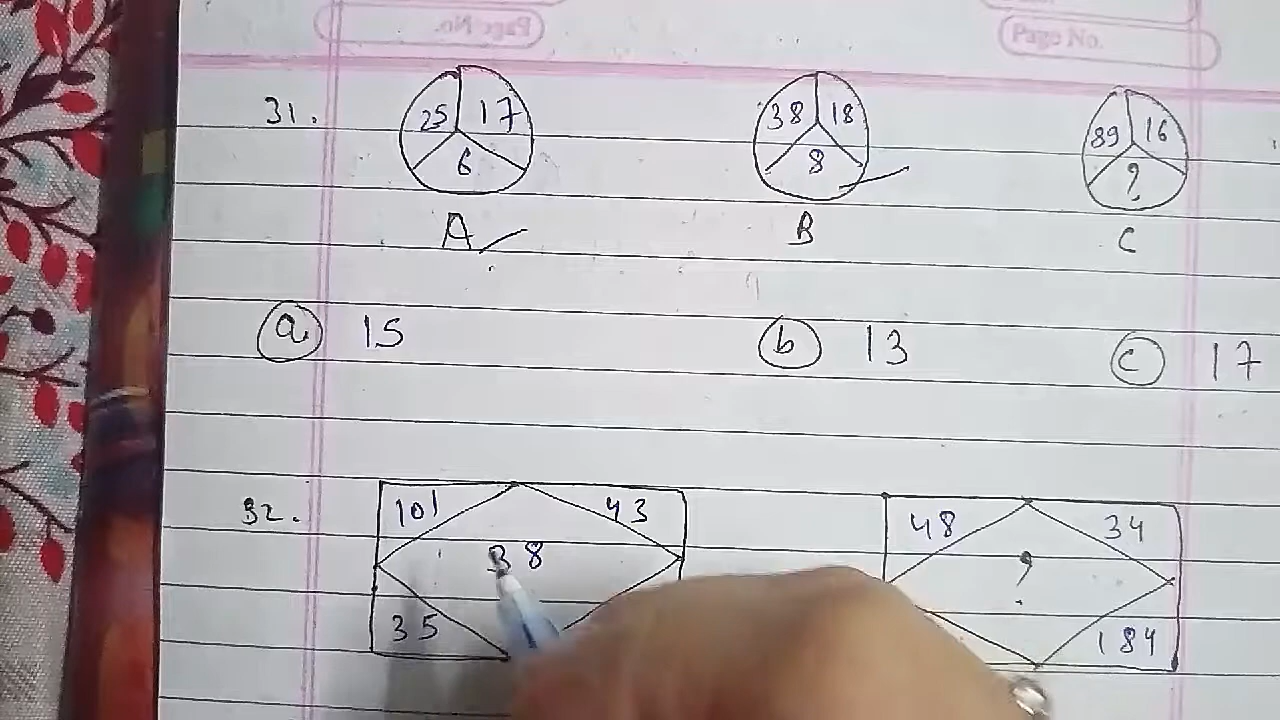 Page No.
Page No.
31. 25 17 6 38 18 8 89 16 ?
A B C
a 15 b 13 c 17
32. 101 43 48 34
38 ?
35 184